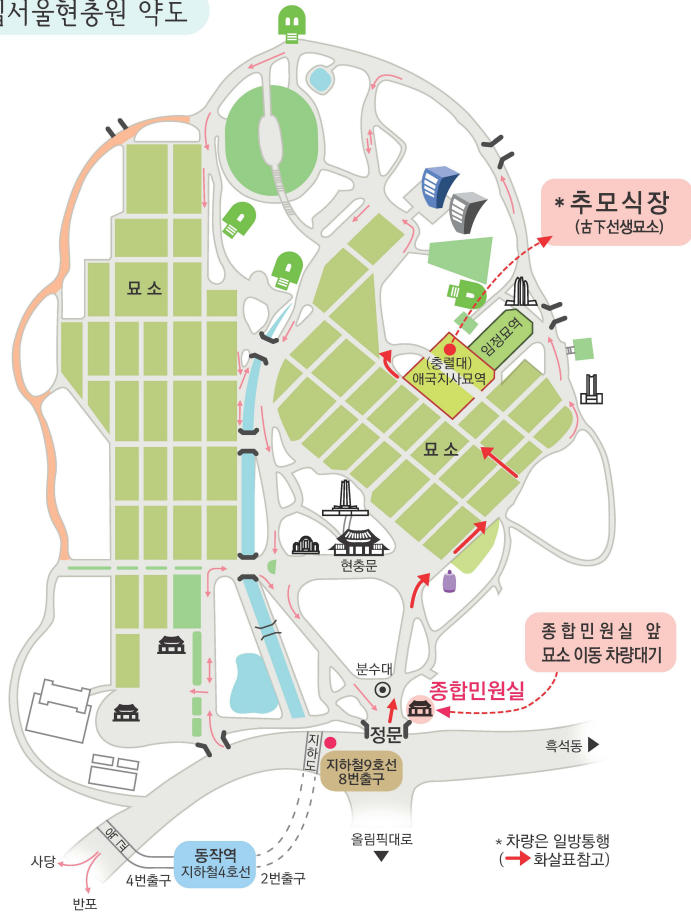 서울현충원 약도
* 추모식장
(古下선생묘소)
묘 소
임정묘역
(충렬대)
애국지사묘역
묘 소
현충문
종합민원실 앞
묘소 이동 차량대기
분수대
종합민원실
정문
지하도
지하철9호선
8번출구
흑석동
올림픽대로
* 차량은 일방통행
( 화살표참고)
동작역
지하철4호선
4번출구
2번출구
사당
반포